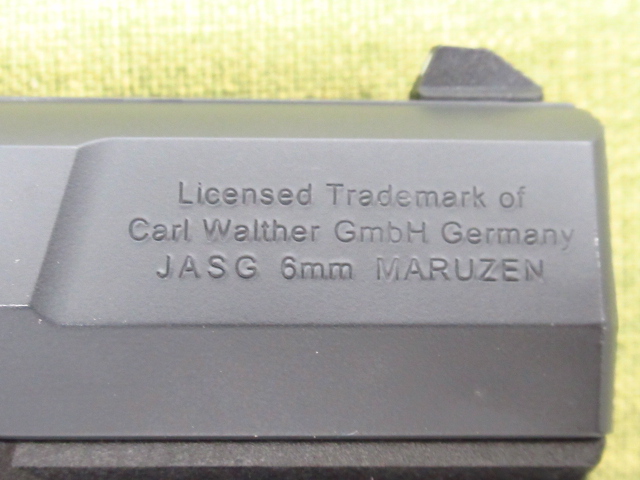 Licensed Trademark of
Carl Walther GmbH Germany
JASG 6mm MARUZEN